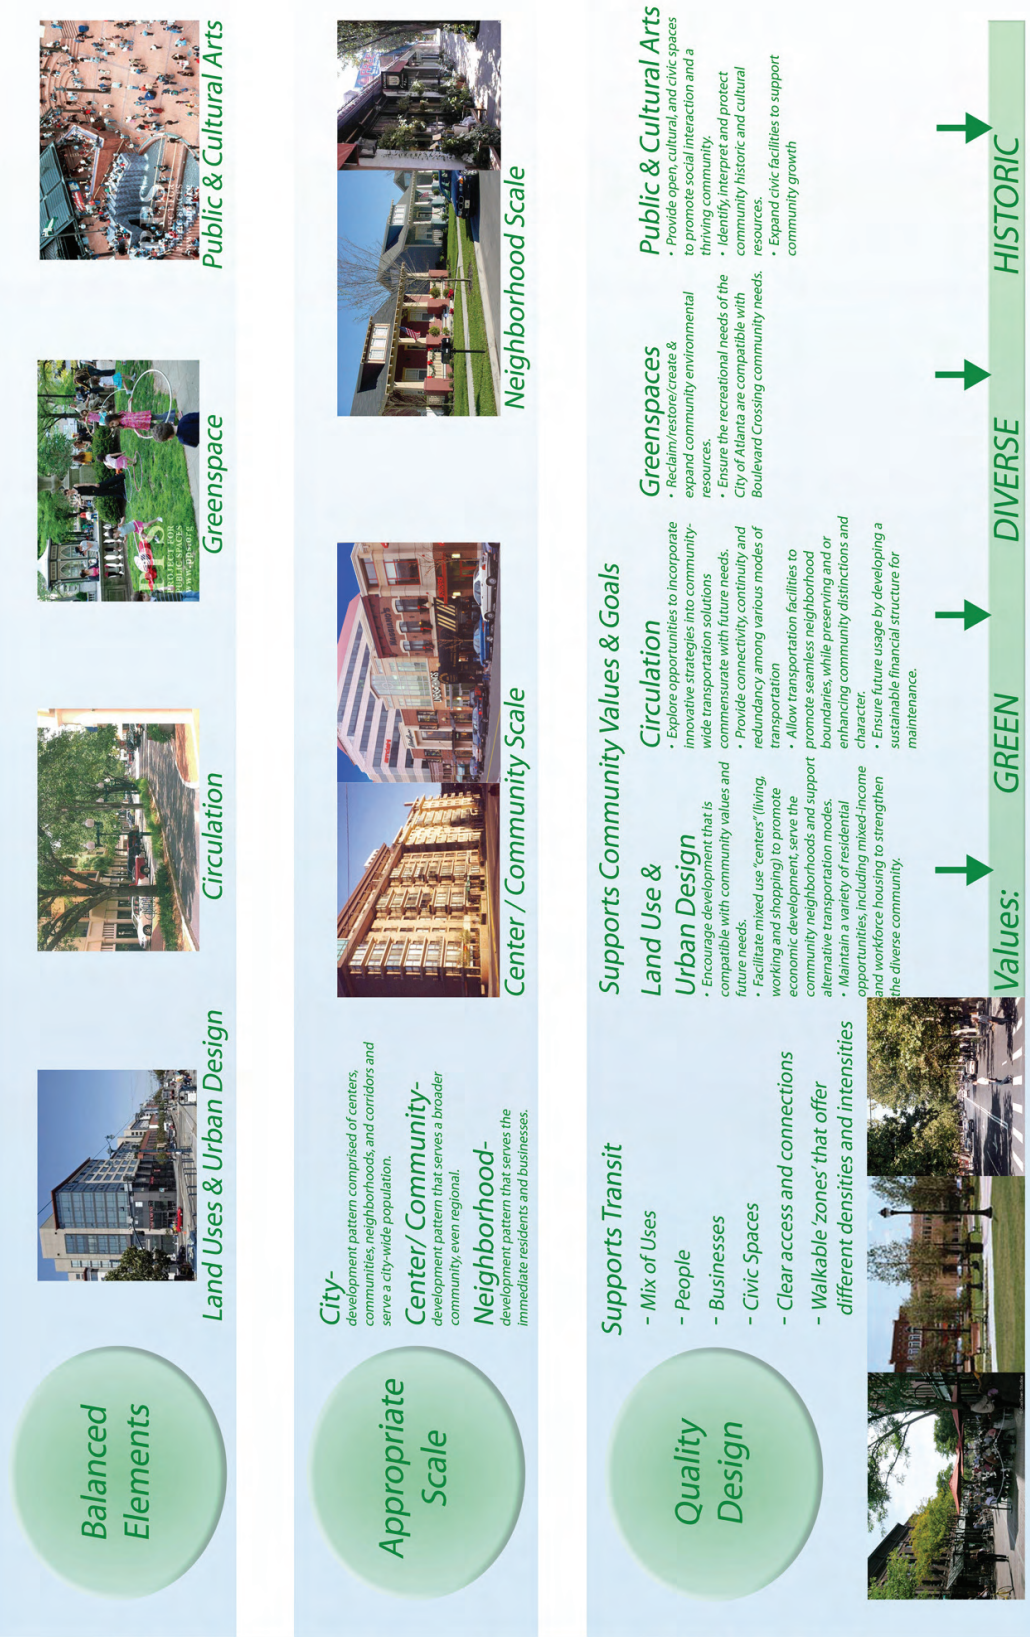 Balanced
Elements
Land Uses & Urban Design
Circulation
Greenspace
PROJECT FOR
PUBLIC SPACES
www.pps.org
Public & Cultural Arts
Appropriate
Scale
City-
development pattern comprised of centers,
communities, neighborhoods, and corridors and
serve a city-wide population.
Center/ Community-
development pattern that serves a broader
community, even regional.
Neighborhood-
development pattern that serves the
immediate residents and businesses.
Center / Community Scale
Neighborhood Scale
Quality
Design
Supports Transit
– Mix of Uses
– People
– Businesses
– Civic Spaces
– Clear access and connections
– Walkable ‘zones’ that offer
different densities and intensities
Supports Community Values & Goals
Land Use &
Urban Design
• Encourage development that is
compatible with community values and
future needs.
• Facilitate mixed use “centers” (living,
working and shopping) to promote
economic development, serve the
community neighborhoods and support
alternative transportation modes.
• Maintain a variety of residential
opportunities, including mixed-income
and workforce housing to strengthen
the diverse community.
Circulation
• Explore opportunities to incorporate
innovative strategies into community-
wide transportation solutions
commensurate with future needs.
• Provide connectivity, continuity and
redundancy among various modes of
transportation
• Allow transportation facilities to
promote seamless neighborhood
boundaries, while preserving and or
enhancing community distinctions and
character.
• Ensure future usage by developing a
sustainable financial structure for
maintenance.
Greenspaces
• Reclaim/restore/create &
expand community environmental
resources.
• Ensure the recreational needs of the
City of Atlanta are compatible with
Boulevard Crossing community needs.
Public & Cultural Arts
• Provide open, cultural, and civic spaces
to promote social interaction and a
thriving community.
• Identify, interpret and protect
community historic and cultural
resources.
• Expand civic facilities to support
community growth
Values:
GREEN
DIVERSE
HISTORIC